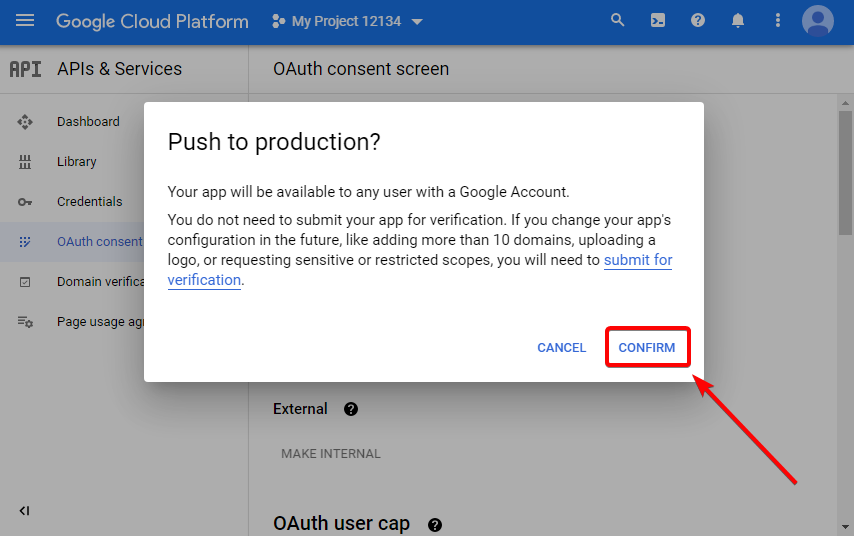 Google Cloud Platform
My Project 12134
API APIs & Services
OAuth consent screen
Dashboard
Library
Credentials
OAuth consent
Domain verifica
Page usage agr
Push to production?
Your app will be available to any user with a Google Account.
You do not need to submit your app for verification. If you change your app's
configuration in the future, like adding more than 10 domains, uploading a
logo, or requesting sensitive or restricted scopes, you will need to submit for
verification.
CANCEL
CONFIRM
External
MAKE INTERNAL
OAuth user cap